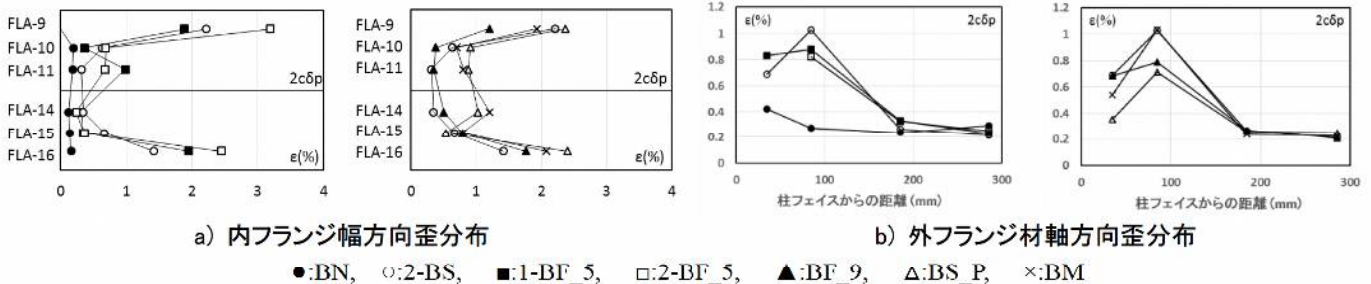 FLA-9
FLA-10
FLA-11
2cδp
FLA-14
FLA-15
FLA-16
ε(%)
0 1 2 3 4
FLA-9
FLA-10
FLA-11
2cδp
FLA-14
FLA-15
FLA-16
ε(%)
0 1 2 3 4
a) 内フランジ幅方向歪分布
1.2
1
0.8
0.6
0.4
0.2
0
ε(%)
2cδp
0 100 200 300
柱フェイスからの距離(mm)
1.2
1
0.8
0.6
0.4
0.2
0
ε(%)
2cδp
0 100 200 300
柱フェイスからの距離(mm)
b) 外フランジ材軸方向歪分布
●:BN, ○:2-BS, ■:1-BF_5, □:2-BF_5, ▲:BF_9, △:BS_P, ×:BM